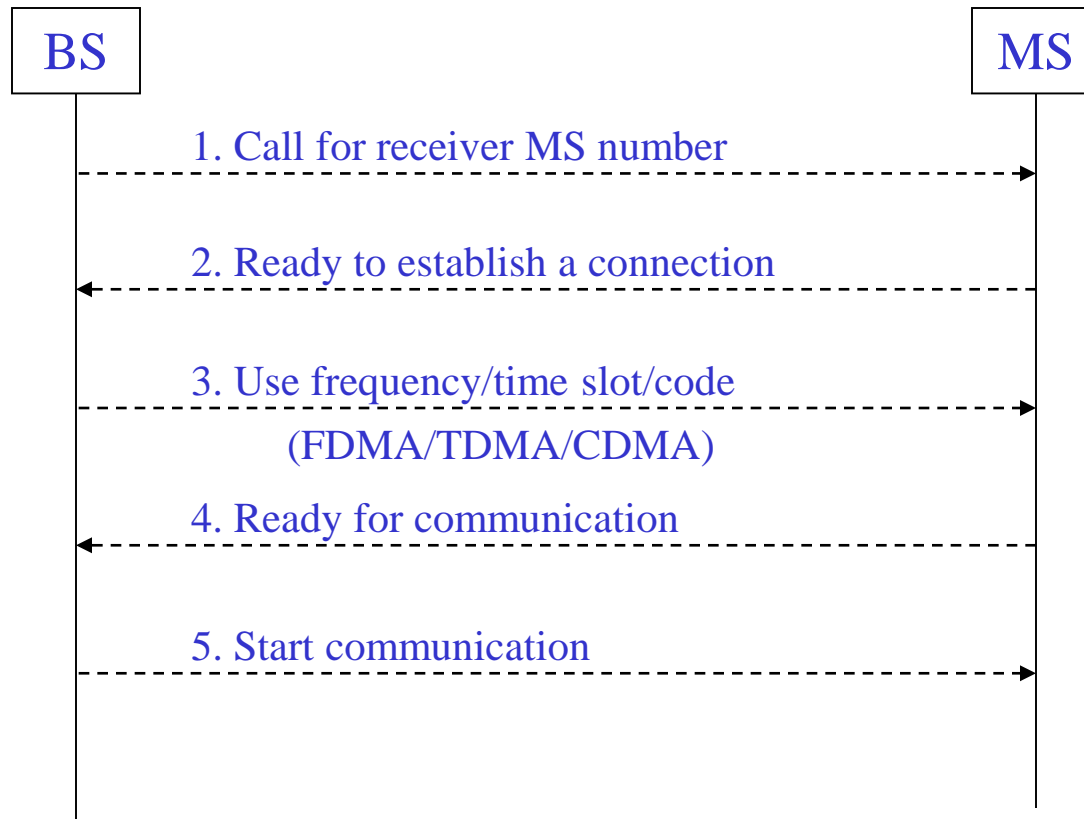 BS
MS
1. Call for receiver MS number
2. Ready to establish a connection
3. Use frequency/time slot/code
(FDMA/TDMA/CDMA)
4. Ready for communication
5. Start communication